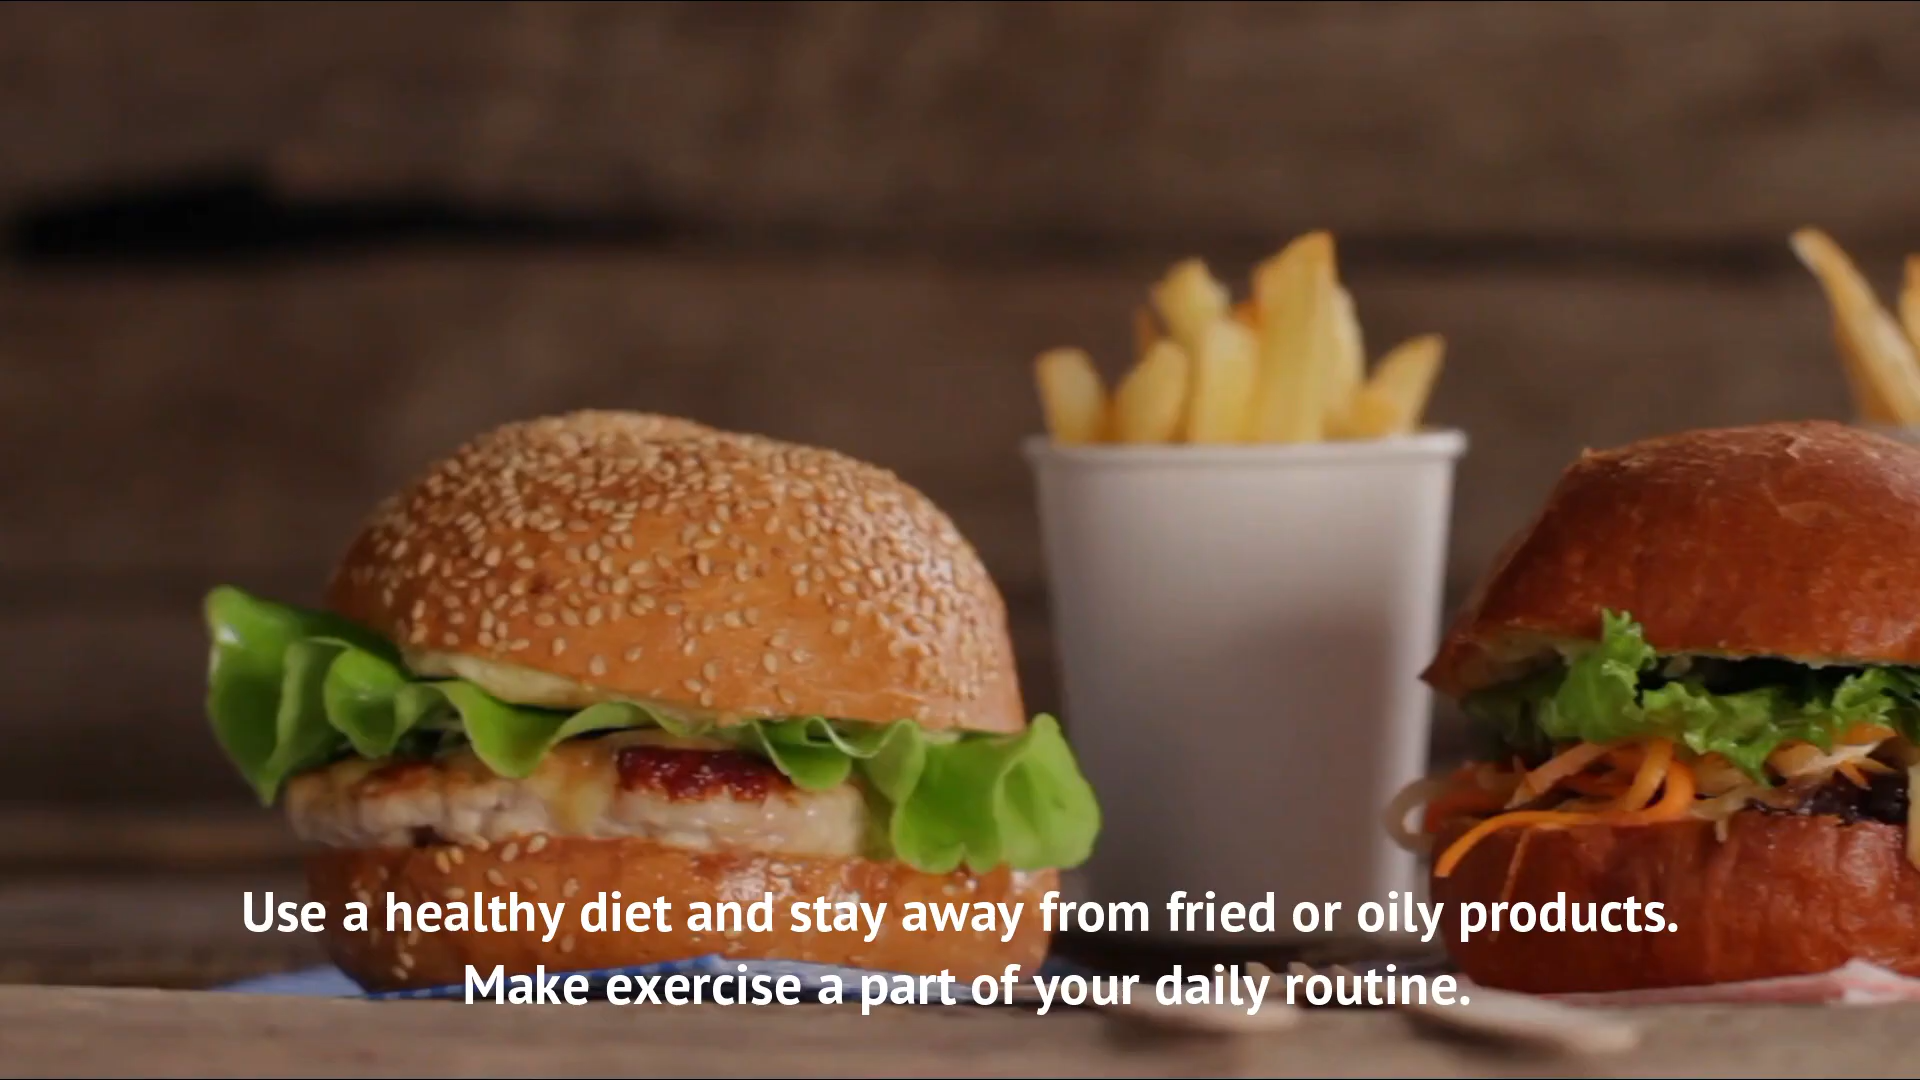 Use a healthy diet and stay away from fried or oily products.
Make exercise a part of your daily routine.